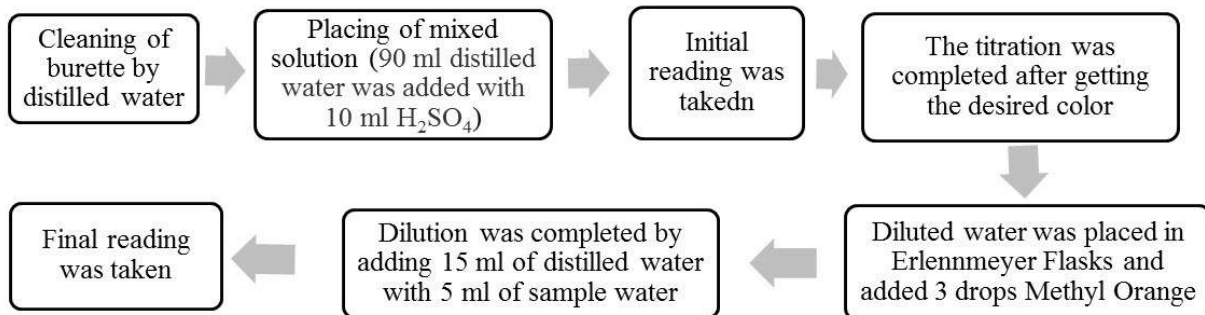 Cleaning of
burette by
distilled water
Placing of mixed
solution (90 ml distilled
water was added with
10 ml H₂SO₄)
Initial
reading was
takedn
The titration was
completed after getting
the desired color
Diluted water was placed in
Erlennmeyer Flasks and
added 3 drops Methyl Orange
Dilution was completed by
adding 15 ml of distilled water
with 5 ml of sample water
Final reading
was taken